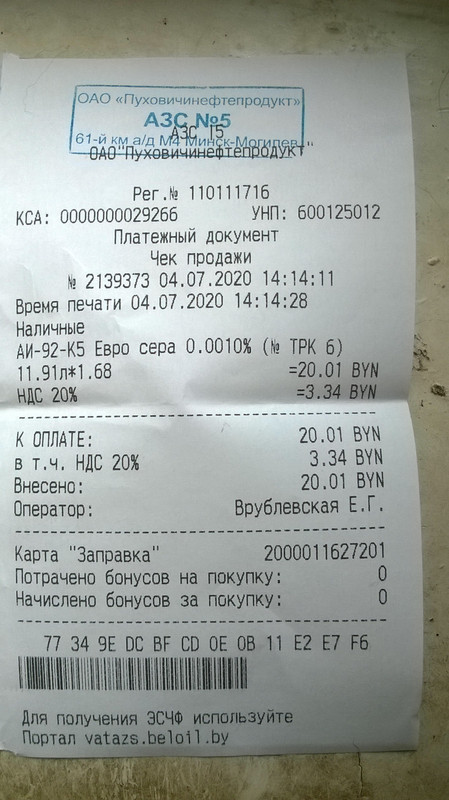 ОАО «Пуховичинефтепродукт»
АЗС №5
61-й км а/д М4 Минск-Могилев
АЗС 15
ОАО"Пуховичинефтепродукт"
Рег.№ 110111716
КСА: 0000000029266 УНП: 600125012
Платежный документ
Чек продажи
№ 2139373 04.07.2020 14:14:11
Время печати 04.07.2020 14:14:28
Наличные
АИ-92-К5 Евро сера 0.0010% (№ ТРК 6)
11.91л*1.68 =20.01 BYN
НДС 20% =3.34 BYN
К ОПЛАТЕ: 20.01 BYN
в т.ч. НДС 20% 3.34 BYN
Внесено: 20.01 BYN
Оператор: Врублевская Е.Г.
Карта "Заправка" 2000011627201
Потрачено бонусов на покупку: 0
Начислено бонусов за покупку: 0
77 34 9E DC BF CD 0E 0B 11 E2 E7 F6
Для получения ЭСЧФ используйте
Портал vatazs.beloil.by